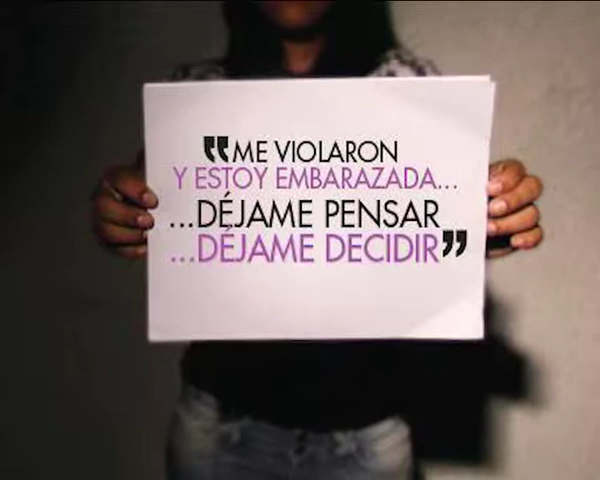 "ME VIOLARON
Y ESTOY EMBARAZADA...
...DÉJAME PENSAR
...DÉJAME DECIDIR"